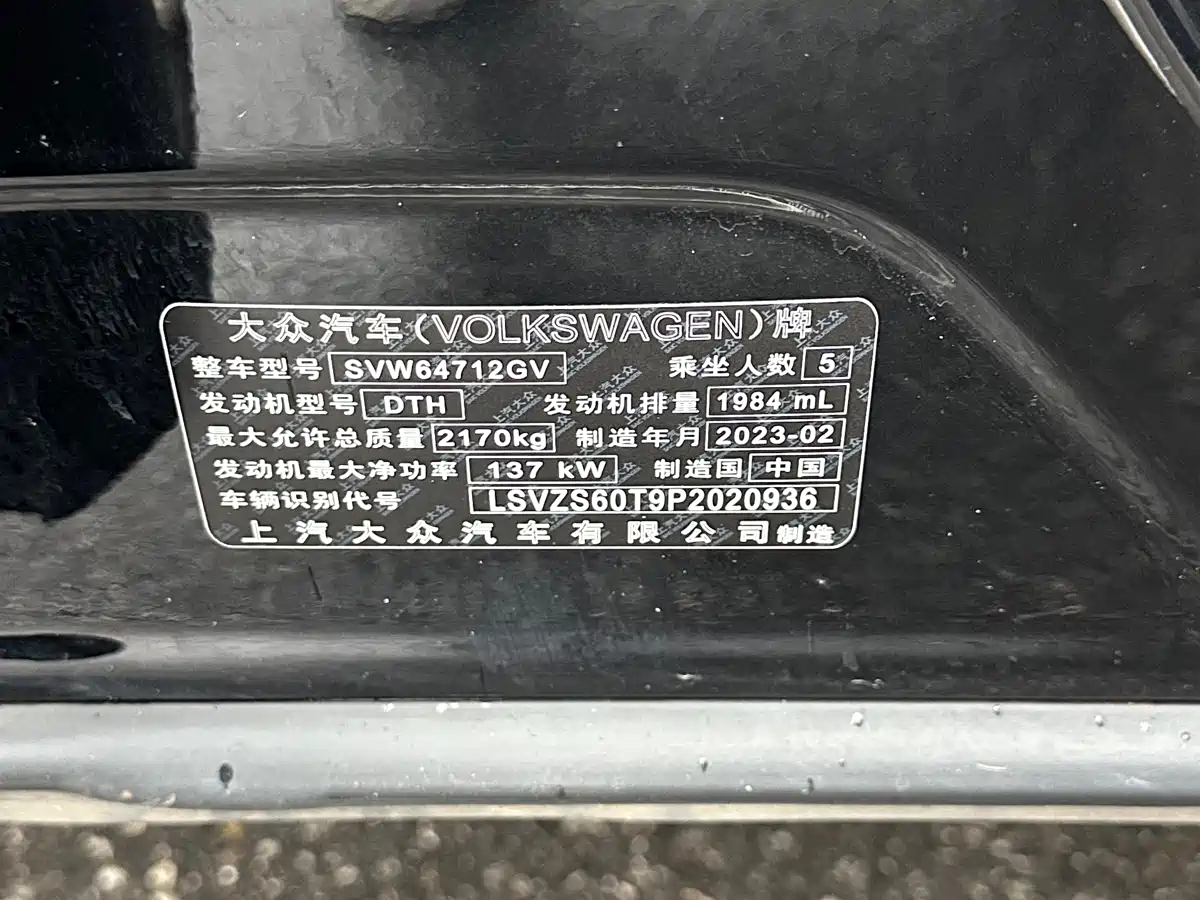 大众汽车(VOLKSWAGEN)牌
整车型号 SVW64712GV 乘坐人数 5
发动机型号 DTH 发动机排量 1984 mL
最大允许总质量 2170kg 制造年月 2023-02
发动机最大净功率 137 kW 制造国 中国
车辆识别代号 LSVZS60T9P2020936
上汽大众汽车有限公司制造